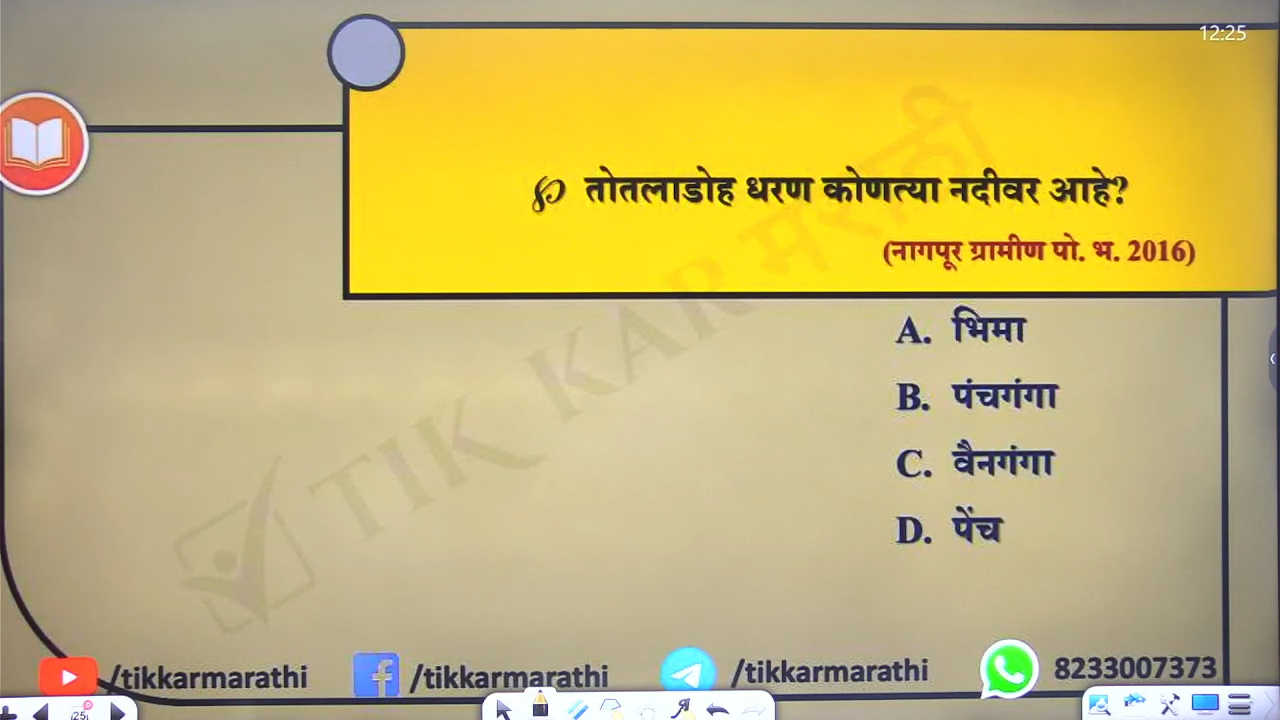 12:25
तोतलाडोह धरण कोणत्या नदीवर आहे?
(नागपूर ग्रामीण पो. भ. 2016)
TIK KAR मराठी
A. भिमा
B. पंचगंगा
C. वैनगंगा
D. पेंच
/tikkarmarathi
/tikkarmarathi
/tikkarmarathi
8233007373
25